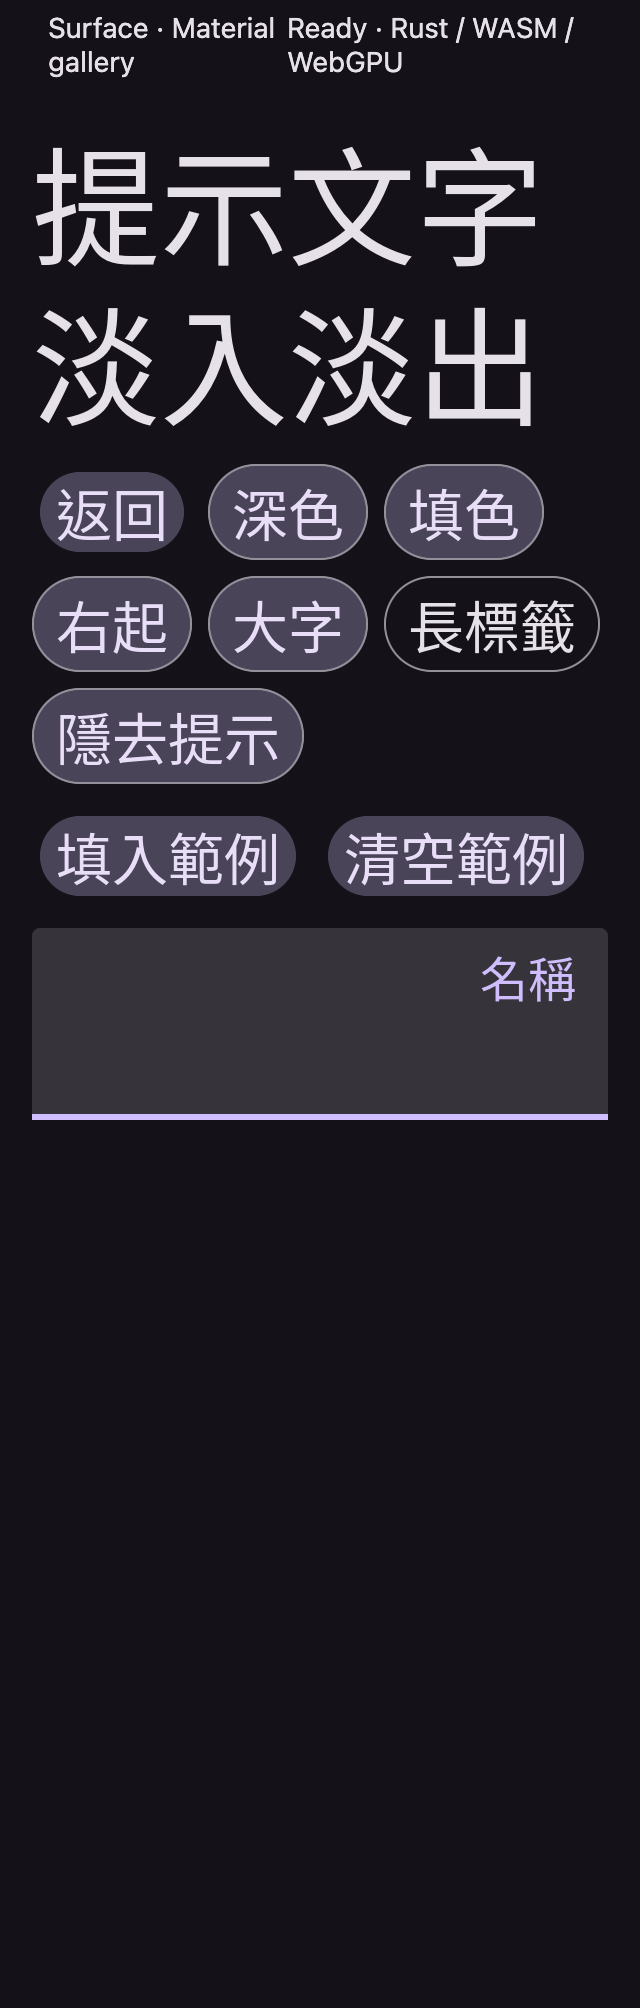 Surface · Material gallery
Ready · Rust / WASM / WebGPU
提示文字
淡入淡出
返回 深色 填色
右起 大字 長標籤
隱去提示
填入範例 清空範例
名稱